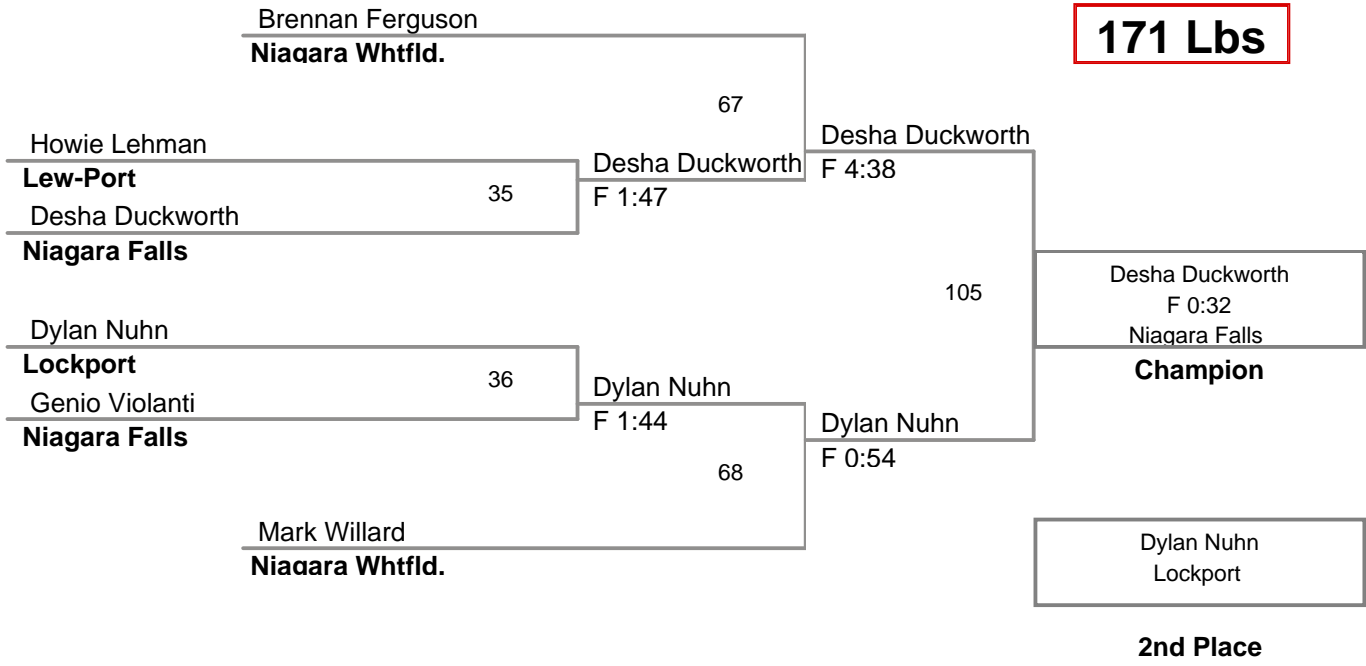 Brennan Ferguson
Niagara Whtfld.
171 Lbs
67
Howie Lehman
Lew-Port
35
Desha Duckworth
Niagara Falls
Desha Duckworth
F 1:47
Desha Duckworth
F 4:38
105
Desha Duckworth
F 0:32
Niagara Falls
Champion
Dylan Nuhn
Lockport
36
Genio Violanti
Niagara Falls
Dylan Nuhn
F 1:44
Dylan Nuhn
F 0:54
68
Mark Willard
Niagara Whtfld.
Dylan Nuhn
Lockport
2nd Place